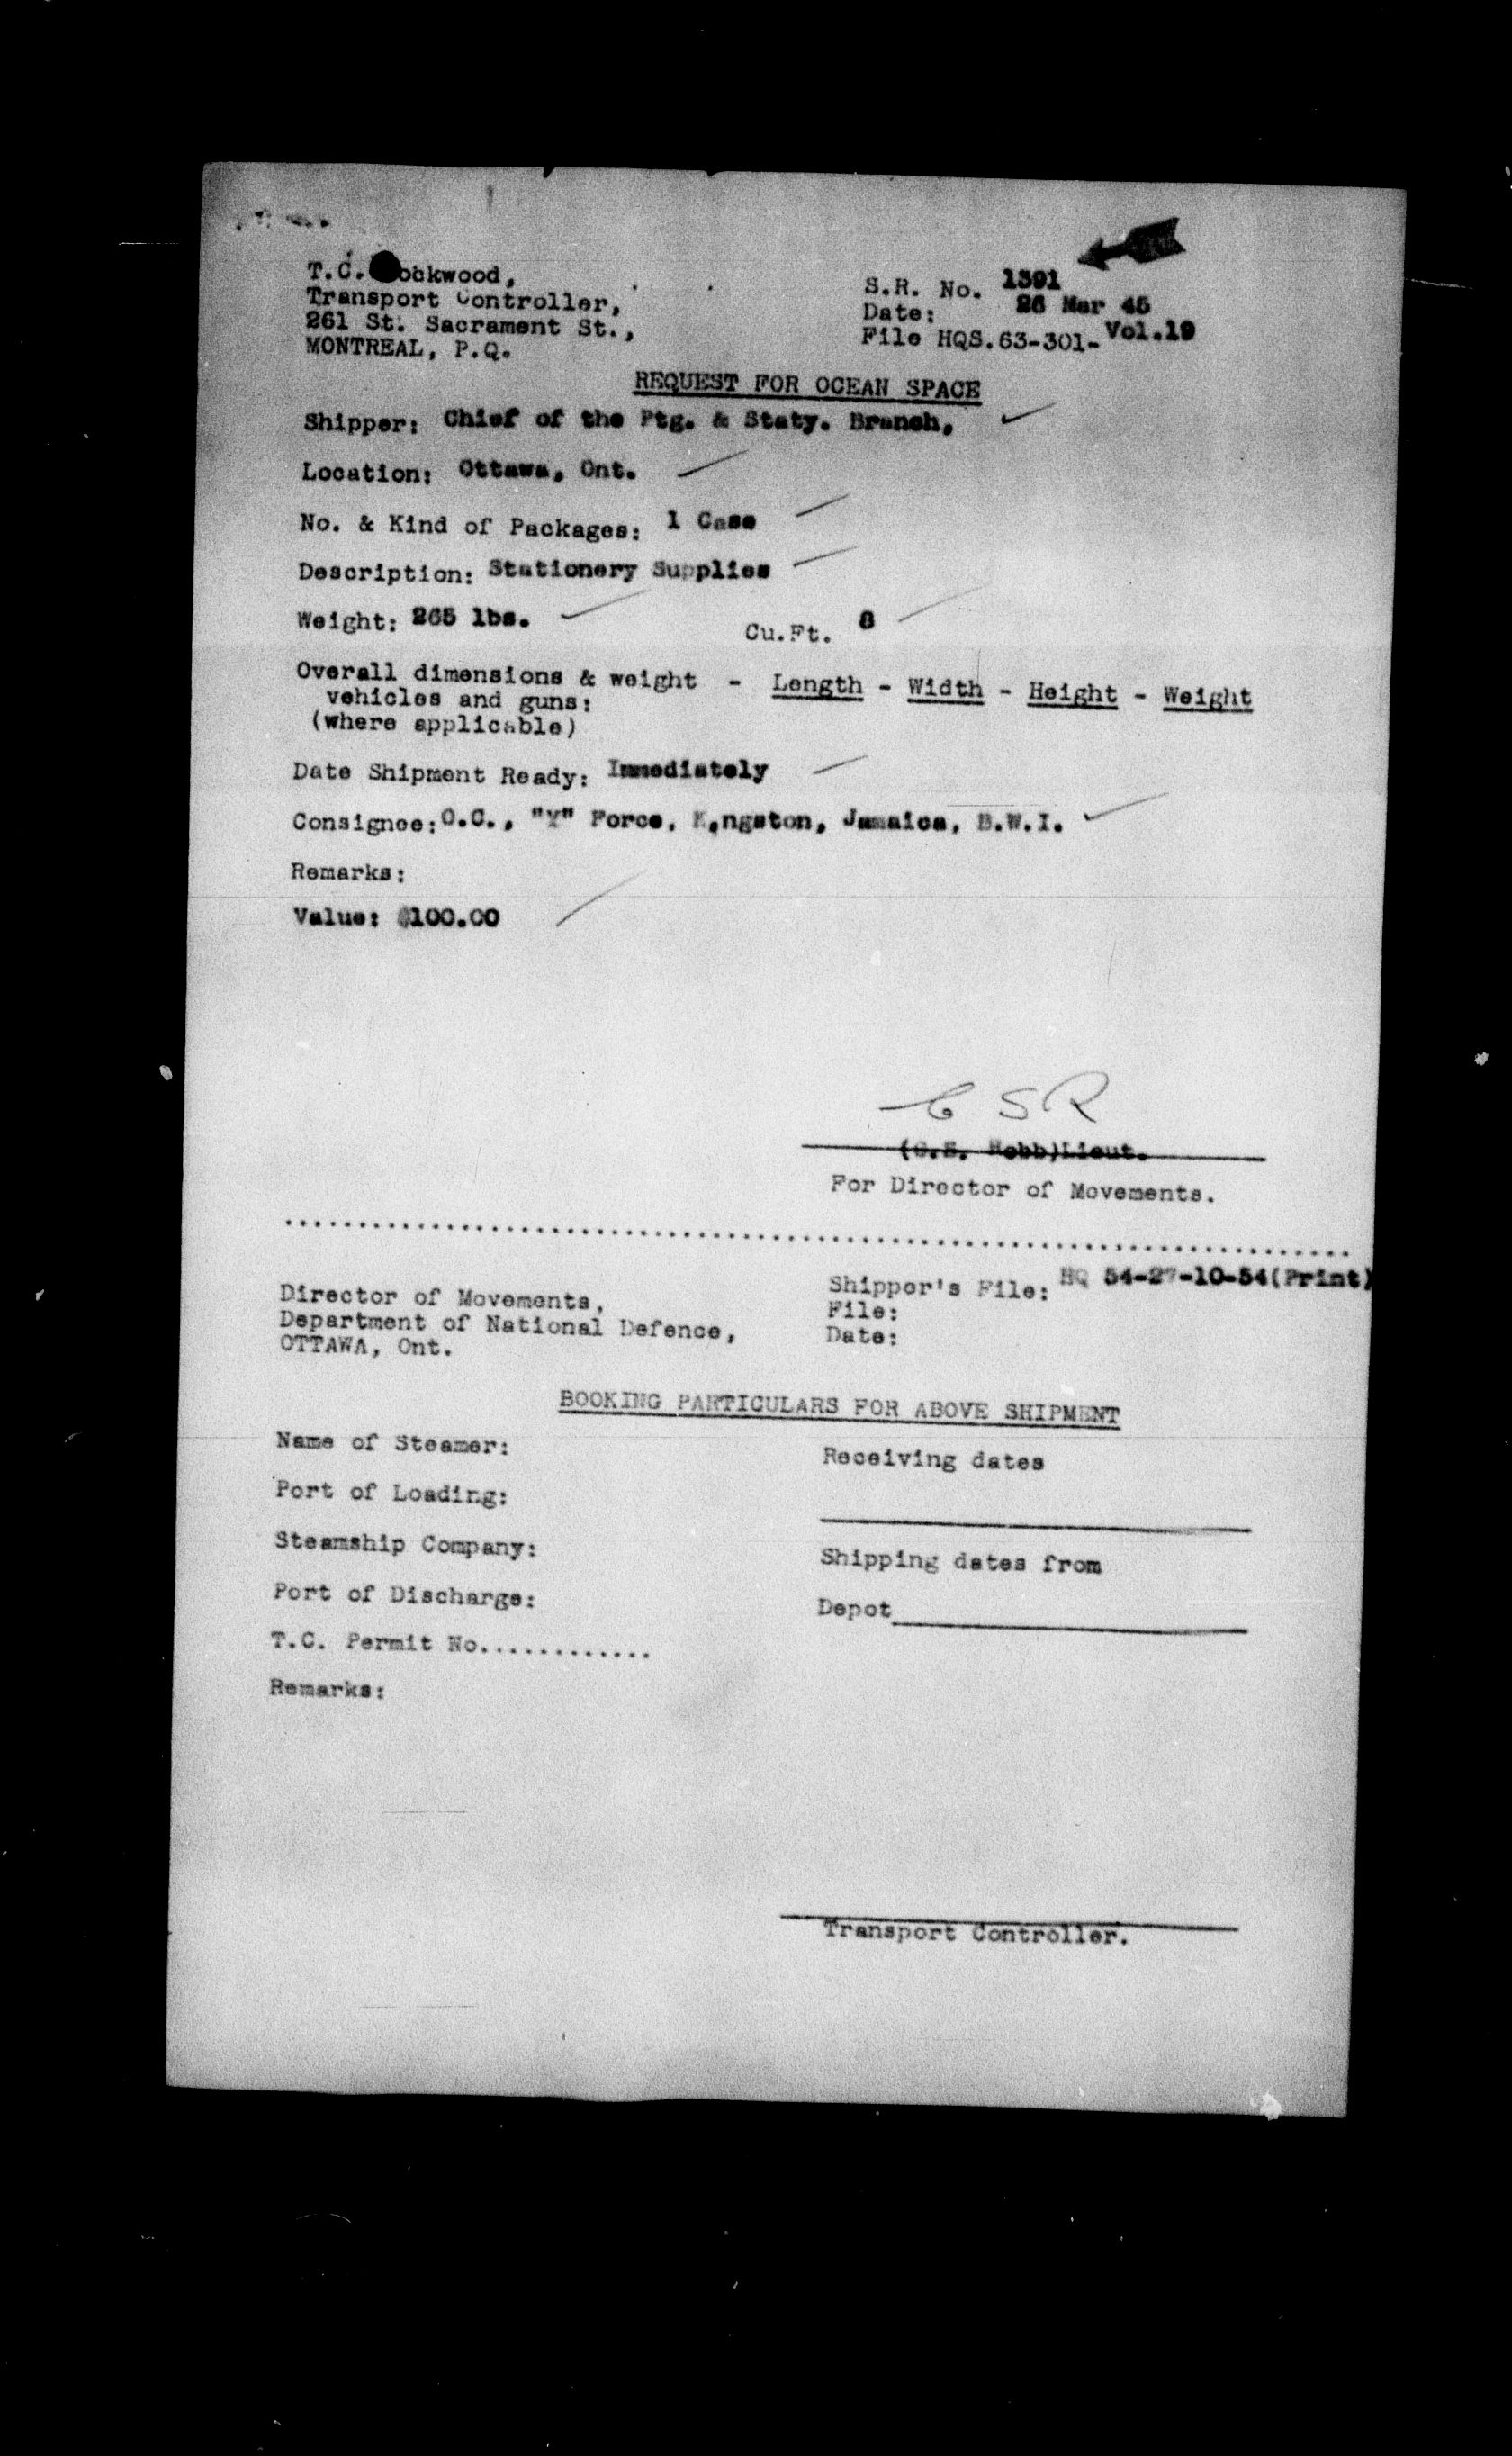 T.C. ockwood,
Transport Controller,
261 St. Sacrament St.,
MONTREAL, P.Q.
S.R. No. 1391
Date: 26 Mar 45
File HQS.63-301-Vol.19
REQUEST FOR OCEAN SPACE
Shipper: Chief of the Ptg. & Staty. Branch,
Location: Ottawa, Ont.
No. & Kind of Packages: 1 Case
Description: Stationery Supplies
Weight: 265 lbs. Cu.Ft. 8
Overall dimensions & weight - Length - Width - Height - Weight
vehicles and guns:
(where applicable)
Date Shipment Ready: Immediately
Consignee: O.C., "Y" Force, K,ngston, Jamaica, B.W.I.
Remarks:
Value: $100.00
C S R
(C.S. Robb)Lieut.
For Director of Movements.
Director of Movements,
Department of National Defence,
OTTAWA, Ont.
Shipper's File: HQ 54-27-10-54(Print)
File:
Date:
BOOKING PARTICULARS FOR ABOVE SHIPMENT
Name of Steamer:
Receiving dates
Port of Loading:
Steamship Company:
Shipping dates from
Port of Discharge:
Depot
T.C. Permit No.............
Remarks:
Transport Controller.